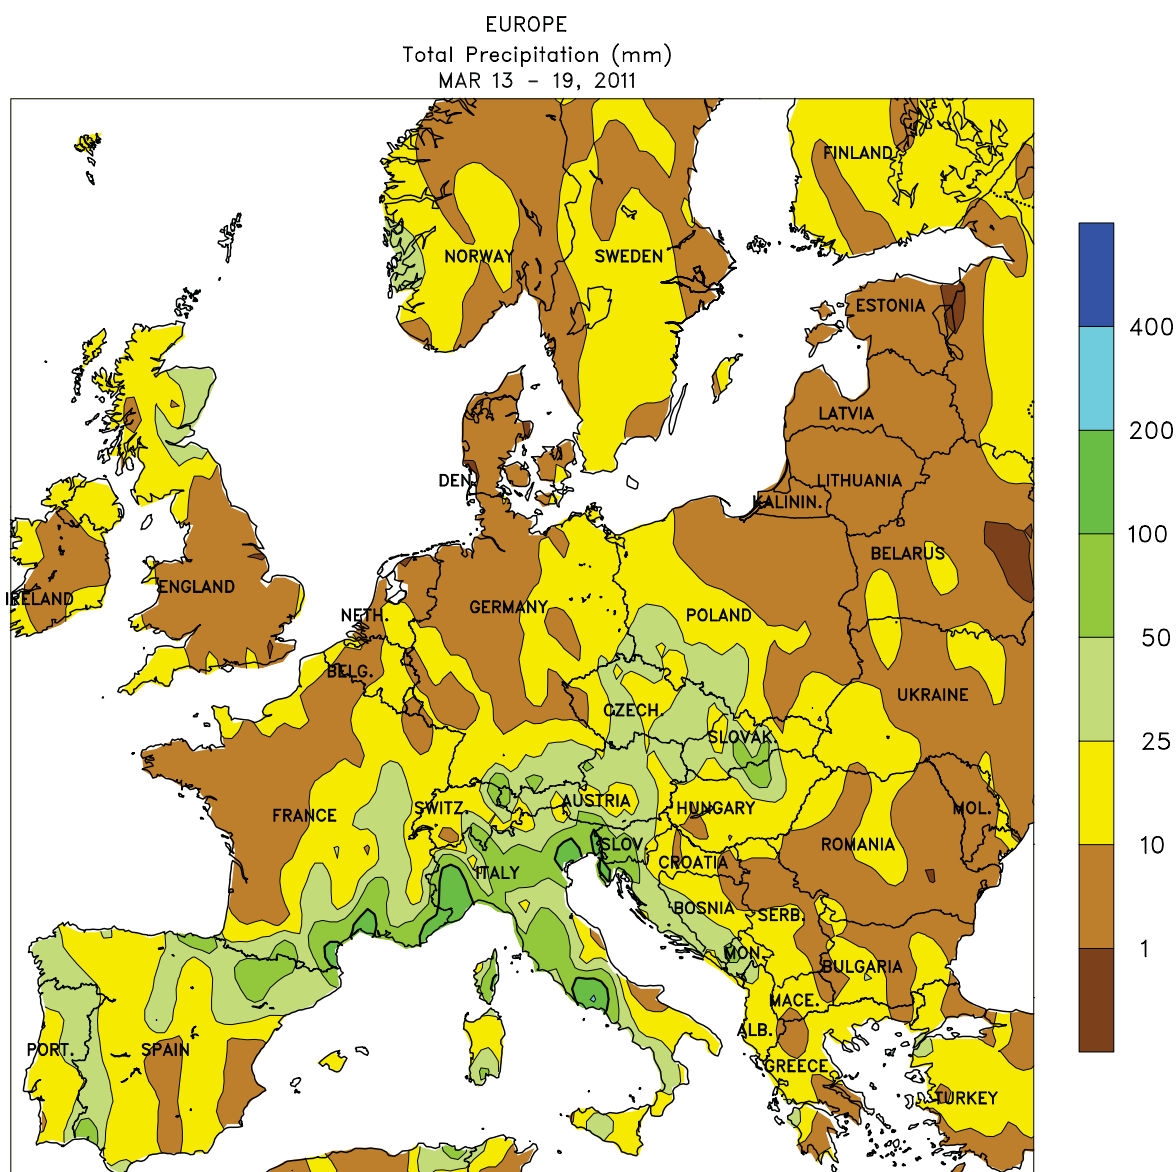 EUROPE
Total Precipitation (mm)
MAR 13 - 19, 2011
FINLAND
NORWAY
SWEDEN
ESTONIA
400
LATVIA
200
DEN.
LITHUANIA
KALININ.
100
BELARUS
IRELAND
ENGLAND
NETH.
GERMANY
POLAND
50
BELG.
UKRAINE
CZECH.
SLOVAK.
25
FRANCE
SWITZ.
AUSTRIA
HUNGARY
MOL.
ITALY
SLOV.
CROATIA
ROMANIA
10
BOSNIA
SERB.
MON.
BULGARIA
1
MACE.
ALB.
PORT.
SPAIN
GREECE
TURKEY